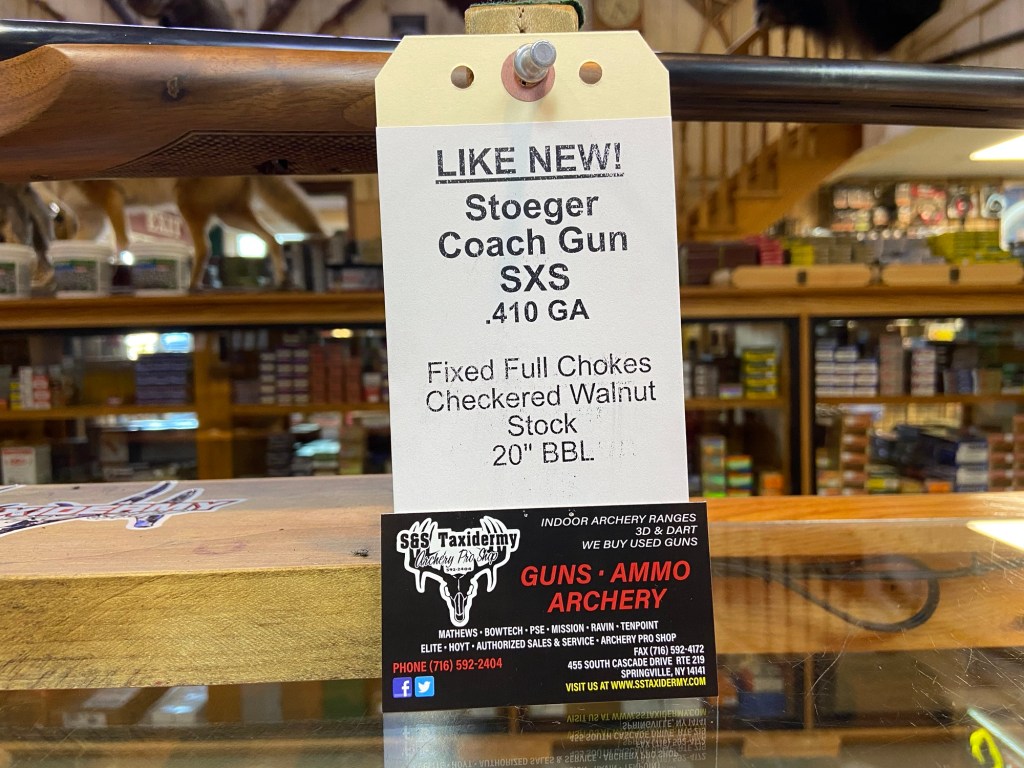 LIKE NEW!
Stoeger
Coach Gun
SXS
.410 GA
Fixed Full Chokes
Checkered Walnut
Stock
20" BBL
S&S Taxidermy
Archery Pro Shop
INDOOR ARCHERY RANGES
3D & DART
WE BUY USED GUNS
GUNS · AMMO
ARCHERY
MATHEWS • BOWTECH • PSE • MISSION • RAVIN • TENPOINT
ELITE • HOYT • AUTHORIZED SALES & SERVICE • ARCHERY PRO SHOP
PHONE (716) 592-2404
FAX (716) 592-4172
455 SOUTH CASCADE DRIVE RTE 219
SPRINGVILLE, NY 14141
VISIT US AT WWW.SSTAXIDERMY.COM